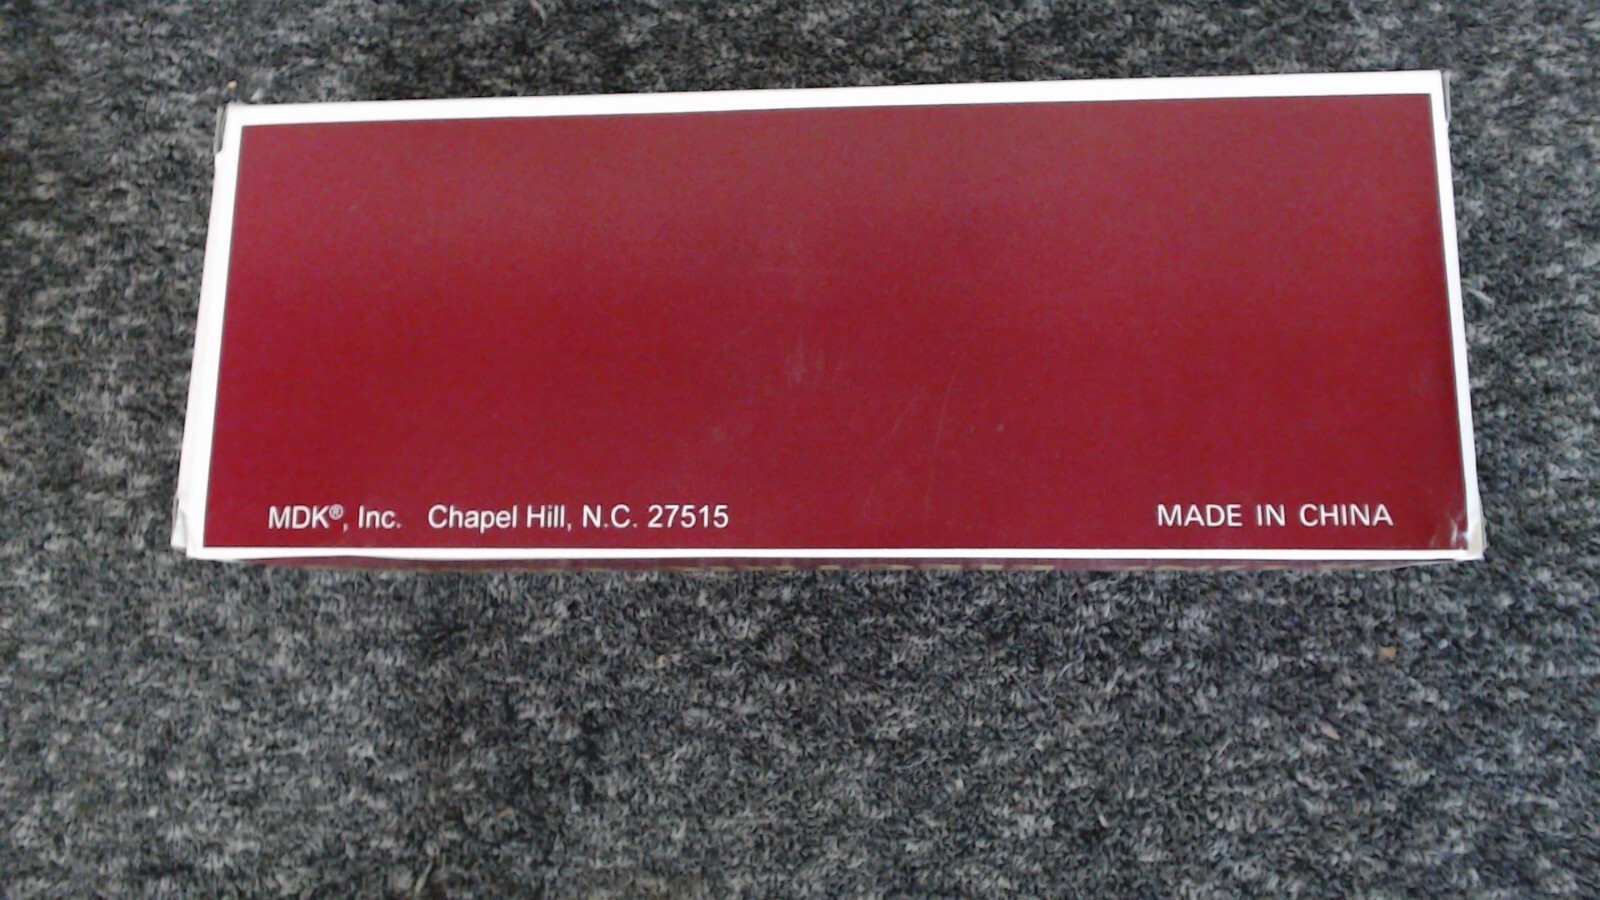 MDK®, Inc. Chapel Hill, N.C. 27515
MADE IN CHINA